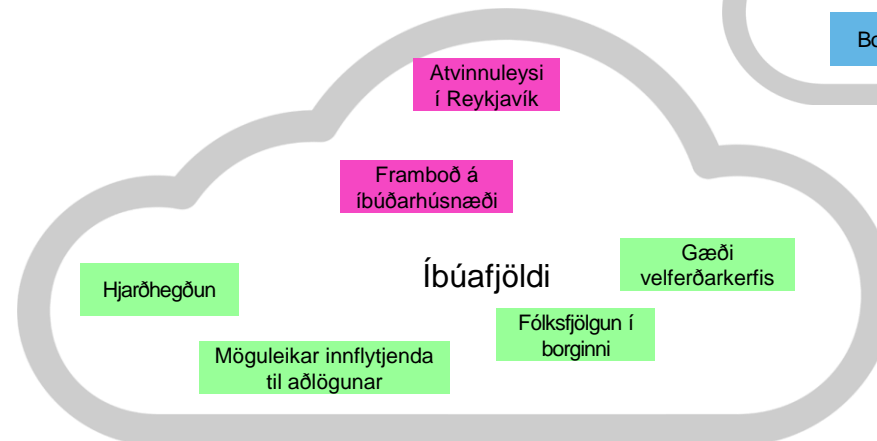 Atvinnuleysi
í Reykjavík
Framboð á
íbúðarhúsnæði
Íbúafjöldi
Gæði
velferðarkerfis
Hjarðhegðun
Fólksfjölgun í
borginni
Möguleikar innflytjenda
til aðlögunar